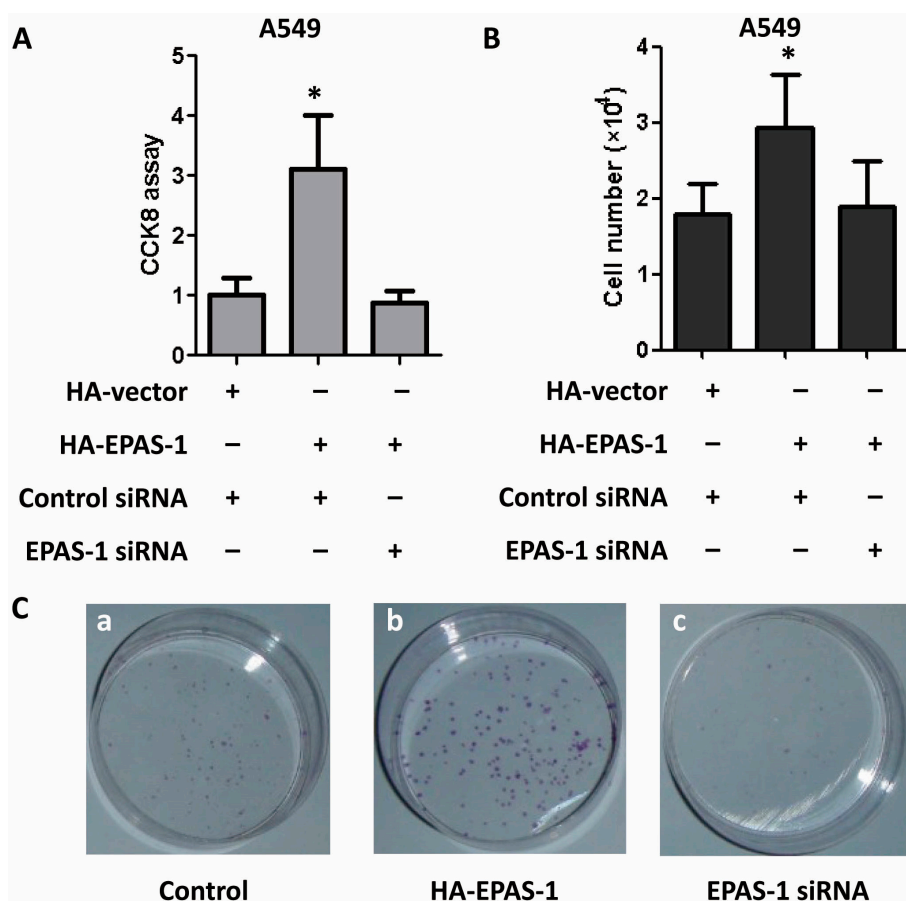 A
A549
CCK8 assay
5
4
3
2
1
0
*
HA-vector + – –
HA-EPAS-1 – + +
Control siRNA + + –
EPAS-1 siRNA – – +
B
A549
Cell number (×10⁴)
4
3
2
1
0
*
HA-vector + – –
HA-EPAS-1 – + +
Control siRNA + + –
EPAS-1 siRNA – – +
C
a
b
c
Control
HA-EPAS-1
EPAS-1 siRNA